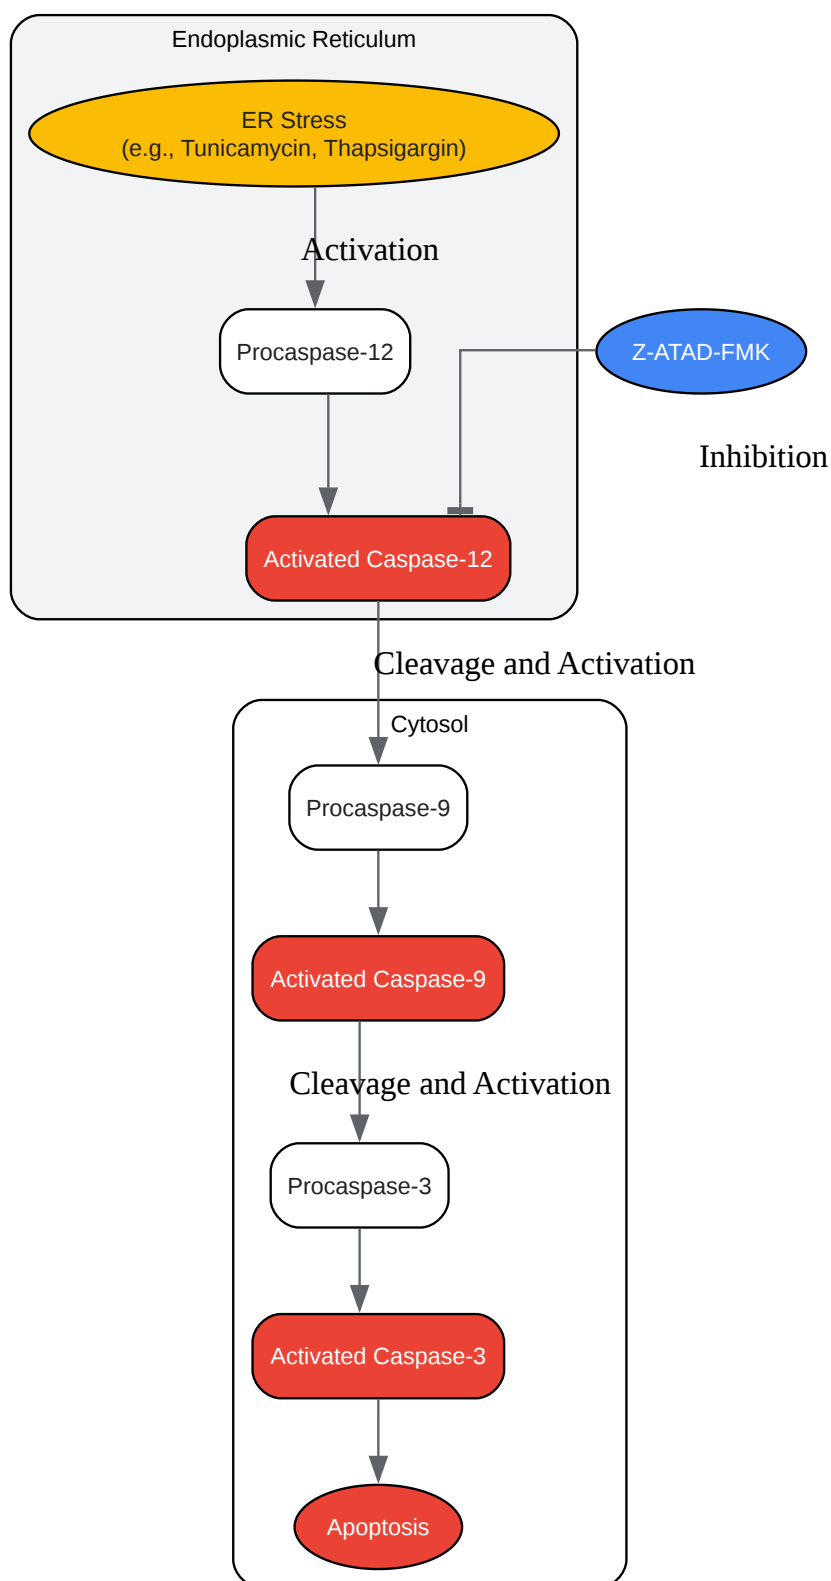 Endoplasmic Reticulum
ER Stress
(e.g., Tunicamycin, Thapsigargin)
Activation
Procaspase-12
Z-ATAD-FMK
Inhibition
Activated Caspase-12
Cleavage and Activation
Cytosol
Procaspase-9
Activated Caspase-9
Cleavage and Activation
Procaspase-3
Activated Caspase-3
Apoptosis